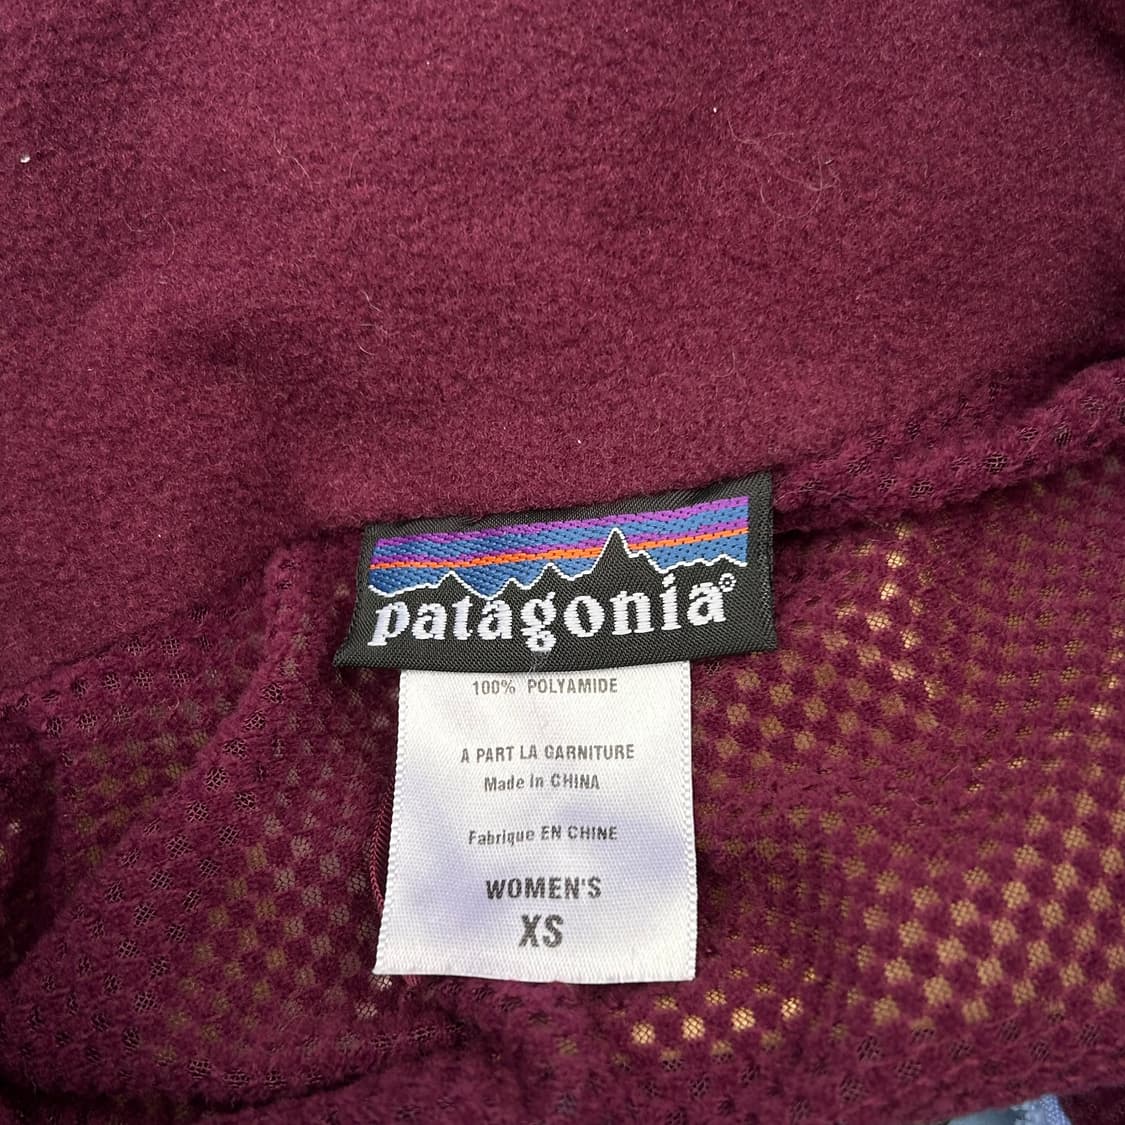 patagonia®
100% POLYAMIDE
A PART LA GARNITURE
Made In CHINA
Fabrique EN CHINE
WOMEN'S
XS